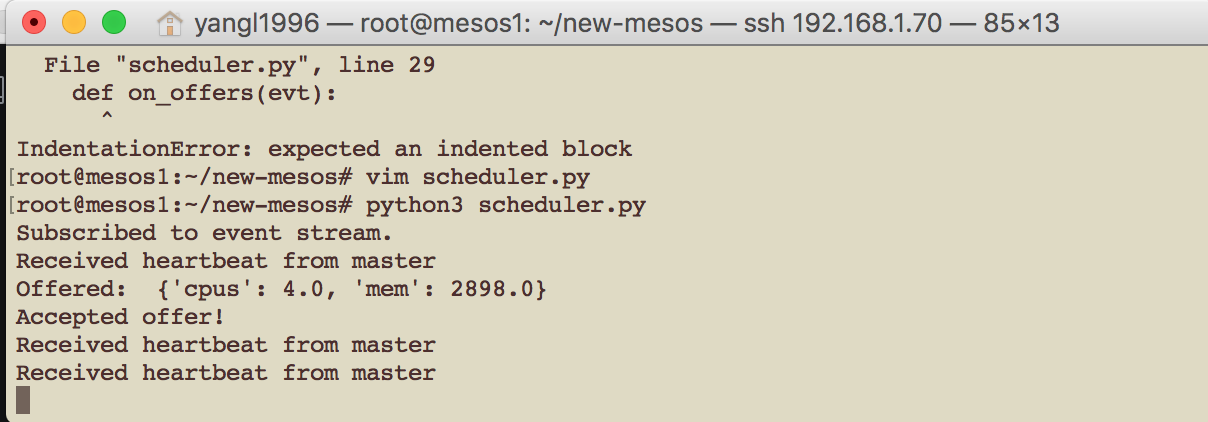 yangl1996 — root@mesos1: ~/new-mesos — ssh 192.168.1.70 — 85×13
File "scheduler.py", line 29
def on_offers(evt):
^
IndentationError: expected an indented block
[root@mesos1:~/new-mesos# vim scheduler.py
[root@mesos1:~/new-mesos# python3 scheduler.py
Subscribed to event stream.
Received heartbeat from master
Offered:  {'cpus': 4.0, 'mem': 2898.0}
Accepted offer!
Received heartbeat from master
Received heartbeat from master